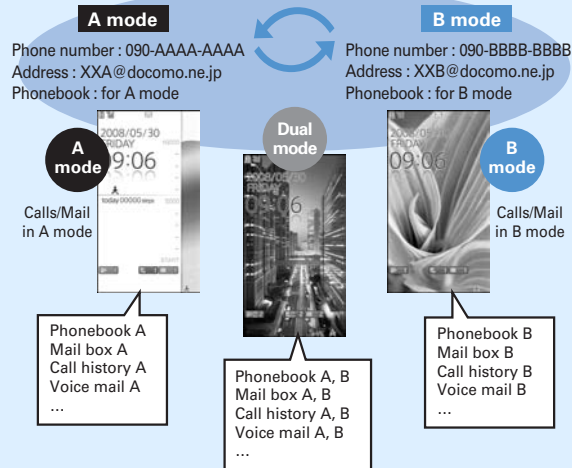 A mode
Phone number : 090-AAAA-AAAA
Address : XXA@docomo.ne.jp
Phonebook : for A mode
B mode
Phone number : 090-BBBB-BBBB
Address : XXB@docomo.ne.jp
Phonebook : for B mode
A
mode
Calls/Mail
in A mode
2008/05/30
FRIDAY
09:06
today 00000 steps
START
Dual
mode
2008/05/30
FRIDAY
09:06
B
mode
Calls/Mail
in B mode
2008/05/30
FRIDAY
09:06
Phonebook A
Mail box A
Call history A
Voice mail A
...
Phonebook A, B
Mail box A, B
Call history A, B
Voice mail A, B
...
Phonebook B
Mail box B
Call history B
Voice mail B
...